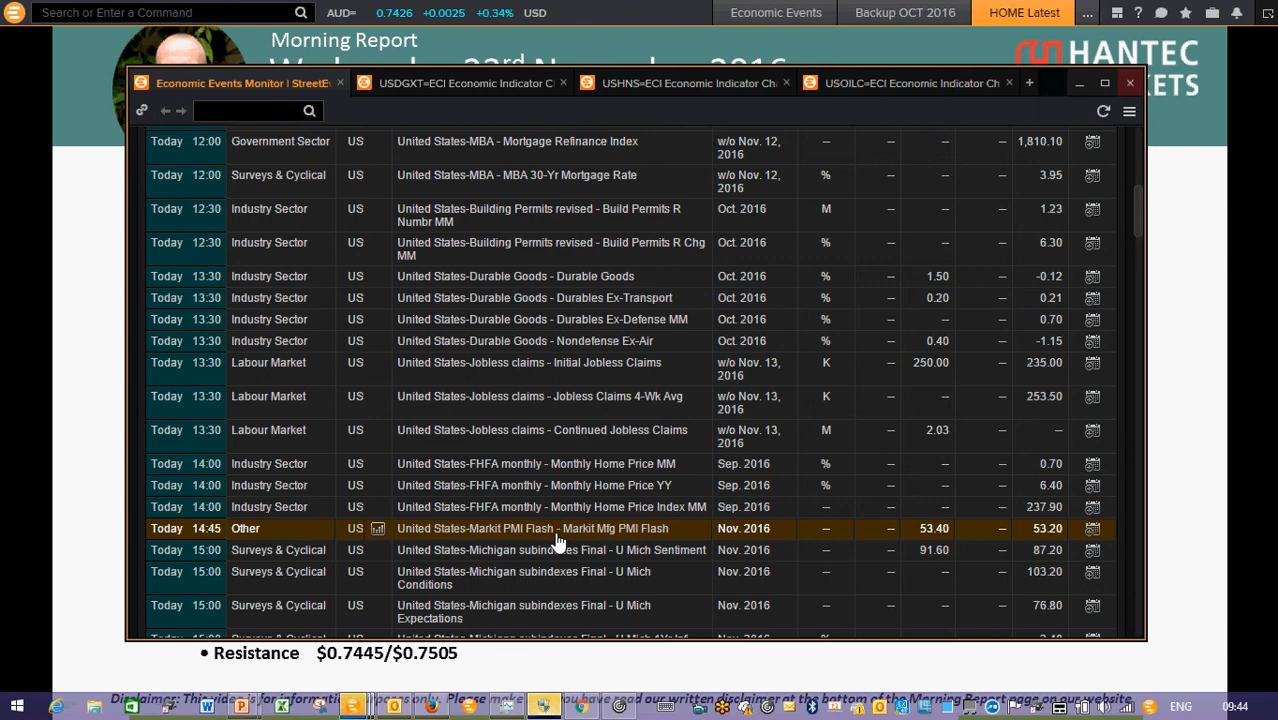 Search or Enter a Command
AUD= 0.7426 +0.0025 +0.34% USD
Economic Events
Backup OCT 2016
HOME Latest
...
Morning Report
HANTEC
Economic Events Monitor | StreetEv
USDGXT=ECI Economic Indicator C
USHNS=ECI Economic Indicator Cha
USOILC=ECI Economic Indicator Ch
Today 12:00 Government Sector US United States-MBA - Mortgage Refinance Index w/o Nov. 12, 2016 -- -- -- -- 1,810.10
Today 12:00 Surveys & Cyclical US United States-MBA - MBA 30-Yr Mortgage Rate w/o Nov. 12, 2016 % -- -- -- 3.95
Today 12:30 Industry Sector US United States-Building Permits revised - Build Permits R Numbr MM Oct. 2016 M -- -- -- 1.23
Today 12:30 Industry Sector US United States-Building Permits revised - Build Permits R Chg MM Oct. 2016 % -- -- -- 6.30
Today 13:30 Industry Sector US United States-Durable Goods - Durable Goods Oct. 2016 % -- 1.50 -- -0.12
Today 13:30 Industry Sector US United States-Durable Goods - Durables Ex-Transport Oct. 2016 % -- 0.20 -- 0.21
Today 13:30 Industry Sector US United States-Durable Goods - Durables Ex-Defense MM Oct. 2016 % -- -- -- 0.70
Today 13:30 Industry Sector US United States-Durable Goods - Nondefense Ex-Air Oct. 2016 % -- 0.40 -- -1.15
Today 13:30 Labour Market US United States-Jobless claims - Initial Jobless Claims w/o Nov. 13, 2016 K -- 250.00 -- 235.00
Today 13:30 Labour Market US United States-Jobless claims - Jobless Claims 4-Wk Avg w/o Nov. 13, 2016 K -- -- -- 253.50
Today 13:30 Labour Market US United States-Jobless claims - Continued Jobless Claims w/o Nov. 13, 2016 M -- 2.03 -- --
Today 14:00 Industry Sector US United States-FHFA monthly - Monthly Home Price MM Sep. 2016 % -- -- -- 0.70
Today 14:00 Industry Sector US United States-FHFA monthly - Monthly Home Price YY Sep. 2016 % -- -- -- 6.40
Today 14:00 Industry Sector US United States-FHFA monthly - Monthly Home Price Index MM Sep. 2016 -- -- -- -- 237.90
Today 14:45 Other US United States-Markit PMI Flash - Markit Mfg PMI Flash Nov. 2016 -- -- 53.40 -- 53.20
Today 15:00 Surveys & Cyclical US United States-Michigan subindexes Final - U Mich Sentiment Nov. 2016 -- -- 91.60 -- 87.20
Today 15:00 Surveys & Cyclical US United States-Michigan subindexes Final - U Mich Conditions Nov. 2016 -- -- -- -- 103.20
Today 15:00 Surveys & Cyclical US United States-Michigan subindexes Final - U Mich Expectations Nov. 2016 -- -- -- -- 76.80
• Resistance $0.7445/$0.7505
ENG 09:44